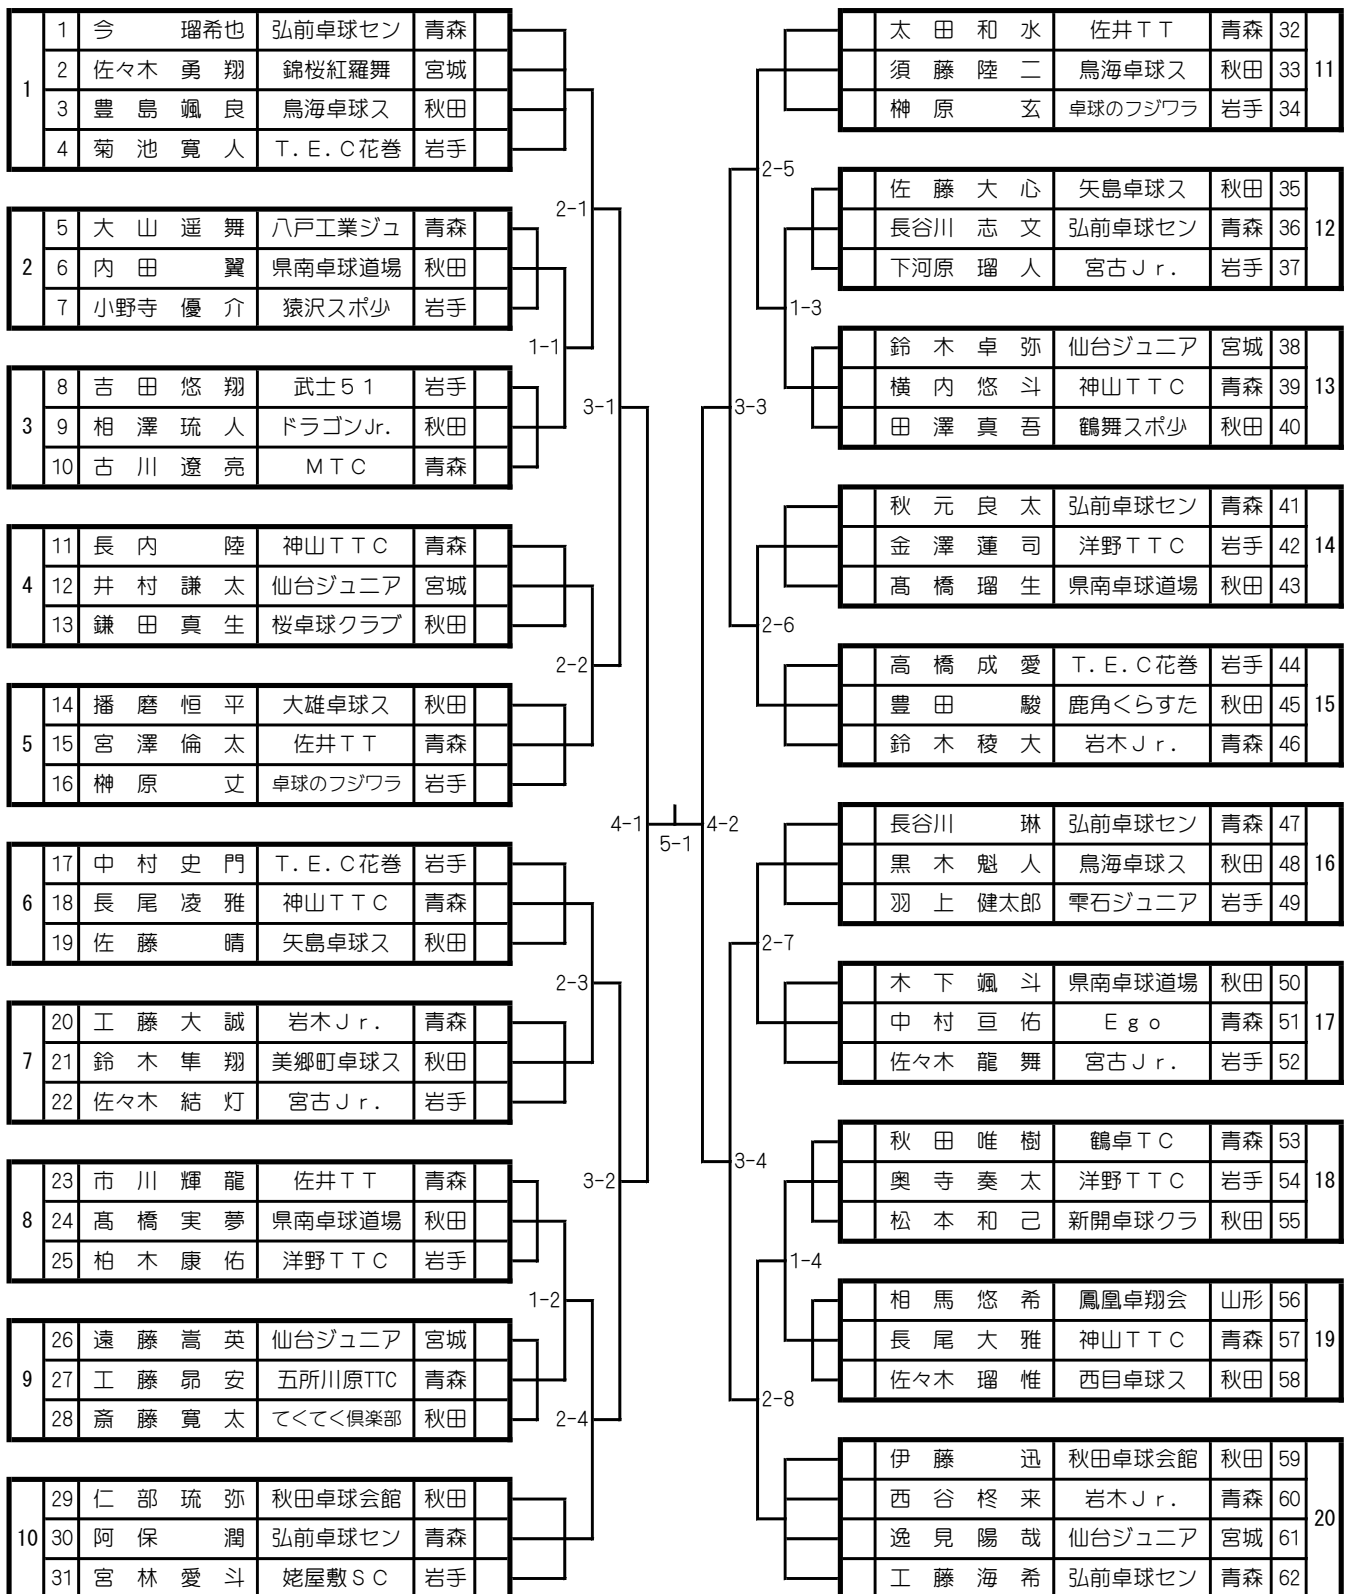 1
1 今 瑠希也 弘前卓球セン 青森
2 佐々木 勇翔 錦桜紅羅舞 宮城
3 豊島颯良 鳥海卓球ス 秋田
4 菊池寛人 T.E.C花巻 岩手
2
5 大山遥舞 八戸工業ジュ 青森
6 内田 翼 県南卓球道場 秋田
7 小野寺 優介 猿沢スポ少 岩手
3
8 吉田悠翔 武士51 岩手
9 相澤琉人 ドラゴンJr. 秋田
10 古川遼亮 MTC 青森
4
11 長内 陸 神山TTC 青森
12 井村謙太 仙台ジュニア 宮城
13 鎌田真生 桜卓球クラブ 秋田
5
14 播磨恒平 大雄卓球ス 秋田
15 宮澤倫太 佐井TT 青森
16 榊原 丈 卓球のフジワラ 岩手
6
17 中村史門 T.E.C花巻 岩手
18 長尾凌雅 神山TTC 青森
19 佐藤 晴 矢島卓球ス 秋田
7
20 工藤大誠 岩木Jr. 青森
21 鈴木隼翔 美郷町卓球ス 秋田
22 佐々木 結灯 宮古Jr. 岩手
8
23 市川輝龍 佐井TT 青森
24 髙橋実夢 県南卓球道場 秋田
25 柏木康佑 洋野TTC 岩手
9
26 遠藤嵩英 仙台ジュニア 宮城
27 工藤昴安 五所川原TTC 青森
28 斎藤寛太 てくてく倶楽部 秋田
10
29 仁部琉弥 秋田卓球会館 秋田
30 阿保 潤 弘前卓球セン 青森
31 宮林愛斗 姥屋敷SC 岩手
2-1
1-1
3-1
2-2
4-1
2-3
3-2
1-2
2-4
5-1
2-5
1-3
3-3
2-6
4-2
2-7
3-4
1-4
2-8
太田和水 佐井TT 青森 32
須藤陸二 鳥海卓球ス 秋田 33
榊原 玄 卓球のフジワラ 岩手 34
11
佐藤大心 矢島卓球ス 秋田 35
長谷川 志文 弘前卓球セン 青森 36
下河原 瑠人 宮古Jr. 岩手 37
12
鈴木卓弥 仙台ジュニア 宮城 38
横内悠斗 神山TTC 青森 39
田澤真吾 鶴舞スポ少 秋田 40
13
秋元良太 弘前卓球セン 青森 41
金澤蓮司 洋野TTC 岩手 42
髙橋瑠生 県南卓球道場 秋田 43
14
高橋成愛 T.E.C花巻 岩手 44
豊田 駿 鹿角くらすた 秋田 45
鈴木稜大 岩木Jr. 青森 46
15
長谷川 琳 弘前卓球セン 青森 47
黒木魁人 鳥海卓球ス 秋田 48
羽上 健太郎 雫石ジュニア 岩手 49
16
木下颯斗 県南卓球道場 秋田 50
中村亘佑 Ego 青森 51
佐々木 龍舞 宮古Jr. 岩手 52
17
秋田唯樹 鶴卓TC 青森 53
奥寺奏太 洋野TTC 岩手 54
松本和己 新開卓球クラ 秋田 55
18
相馬悠希 鳳凰卓翔会 山形 56
長尾大雅 神山TTC 青森 57
佐々木 瑠惟 西目卓球ス 秋田 58
19
伊藤 迅 秋田卓球会館 秋田 59
西谷柊来 岩木Jr. 青森 60
逸見陽哉 仙台ジュニア 宮城 61
工藤海希 弘前卓球セン 青森 62
20